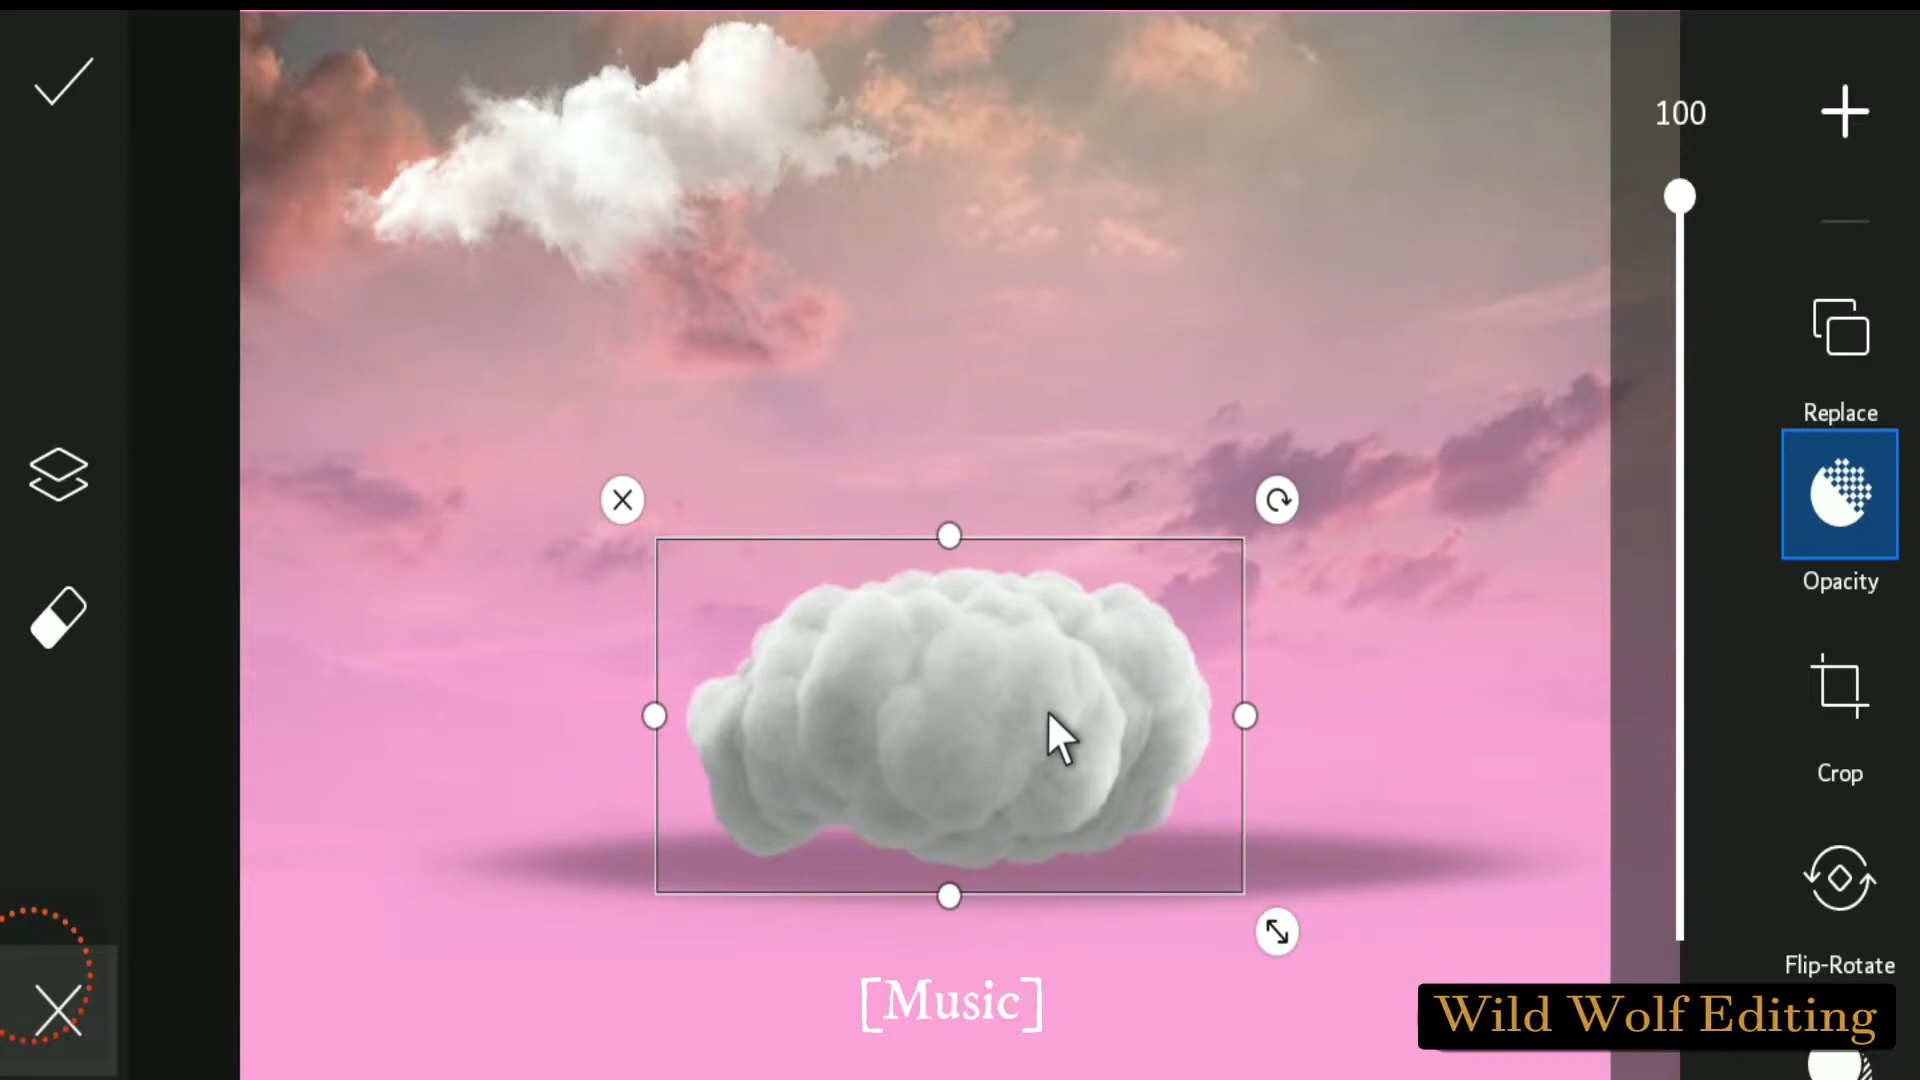 100
Replace
Opacity
Crop
Flip-Rotate
[Music]
Wild Wolf Editing